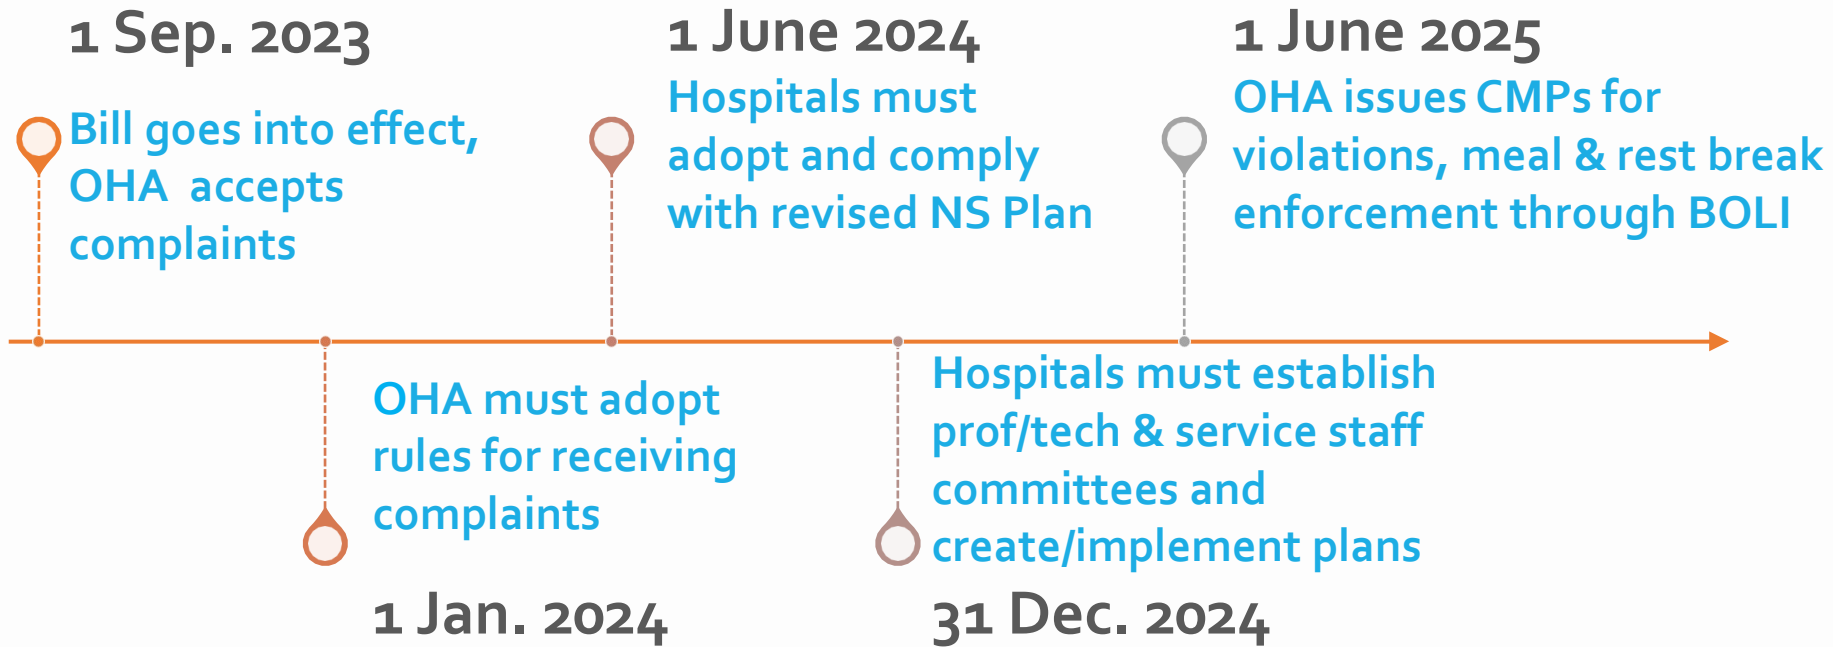 1 Sep. 2023
Bill goes into effect,
OHA accepts
complaints
OHA must adopt
rules for receiving
complaints
1 Jan. 2024
1 June 2024
Hospitals must
adopt and comply
with revised NS Plan
Hospitals must establish
prof/tech & service staff
committees and
create/implement plans
31 Dec. 2024
1 June 2025
OHA issues CMPs for
violations, meal & rest break
enforcement through BOLI